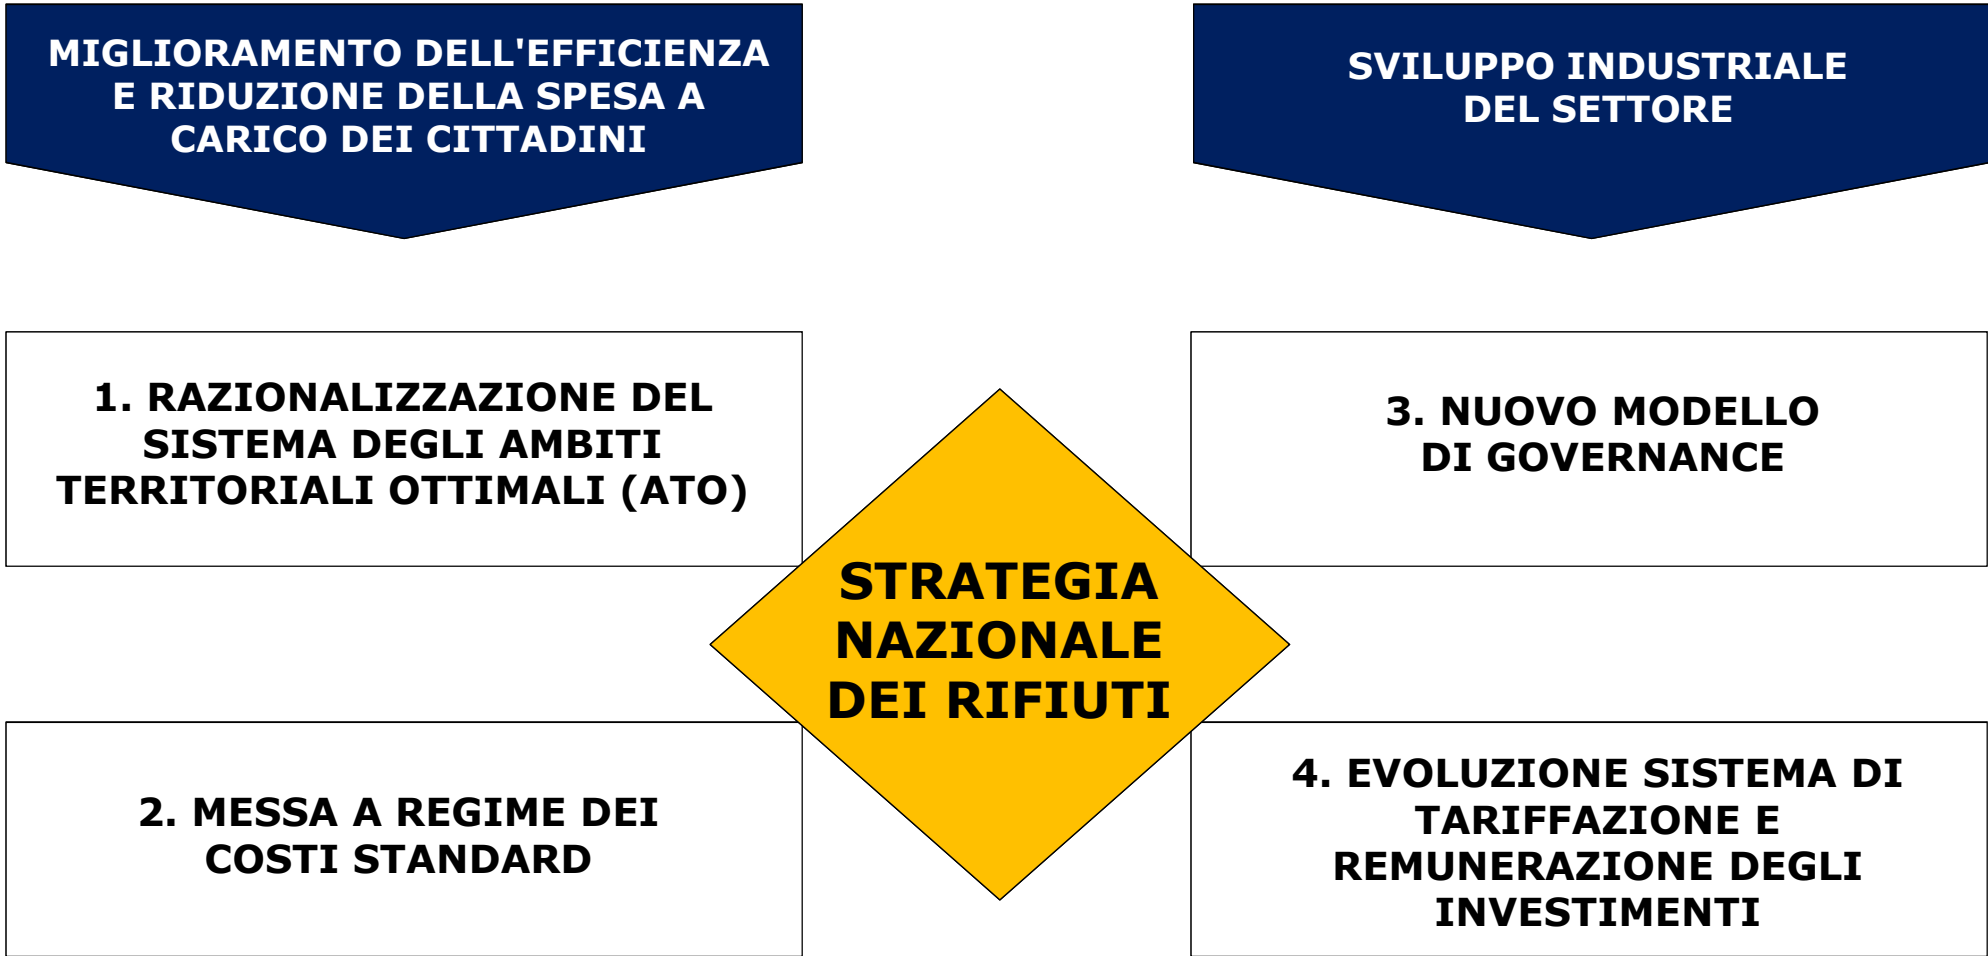 MIGLIORAMENTO DELL'EFFICIENZA
E RIDUZIONE DELLA SPESA A
CARICO DEI CITTADINI
SVILUPPO INDUSTRIALE
DEL SETTORE
1. RAZIONALIZZAZIONE DEL
SISTEMA DEGLI AMBITI
TERRITORIALI OTTIMALI (ATO)
3. NUOVO MODELLO
DI GOVERNANCE
STRATEGIA
NAZIONALE
DEI RIFIUTI
2. MESSA A REGIME DEI
COSTI STANDARD
4. EVOLUZIONE SISTEMA DI
TARIFFAZIONE E
REMUNERAZIONE DEGLI
INVESTIMENTI